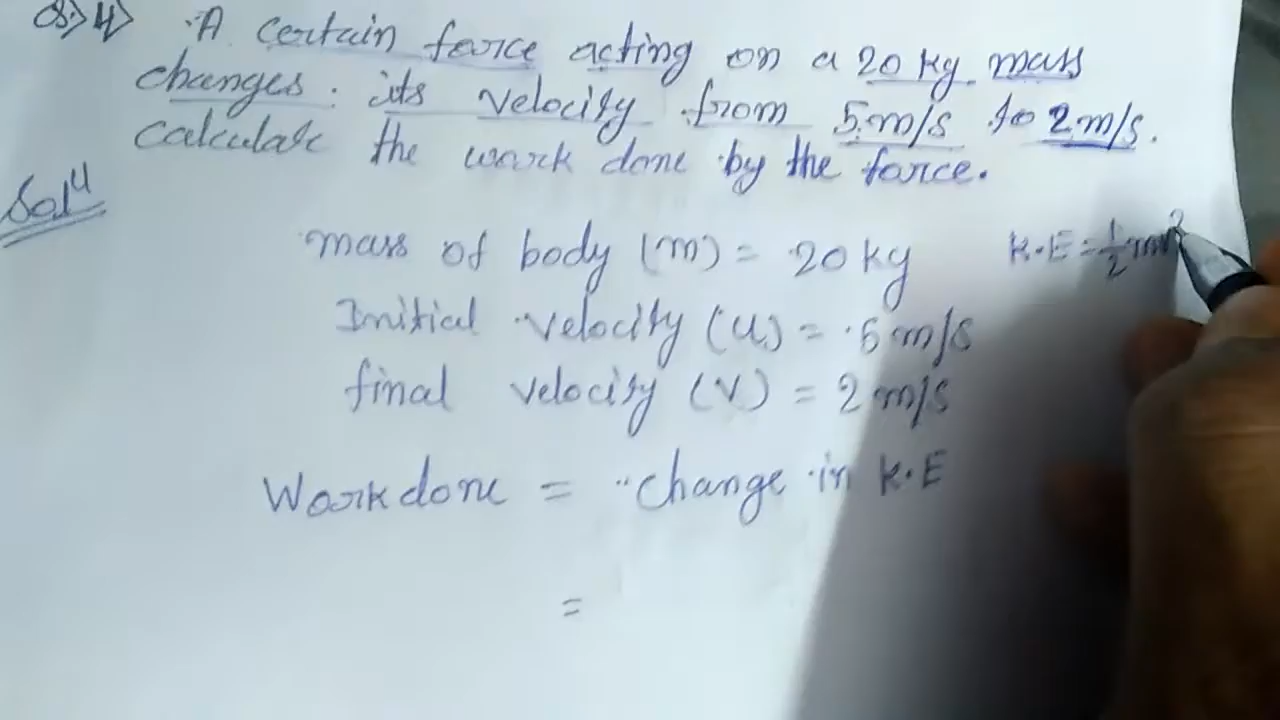 Q.>4> A certain force acting on a 20 kg mass
changes its velocity from 5 m/s to 2 m/s.
calculate the work done by the force.
Solⁿ
mass of body (m) = 20 kg
K.E = 1/2 mv²
Initial velocity (u) = 5 m/s
final velocity (v) = 2 m/s
Work done = change in K.E
=